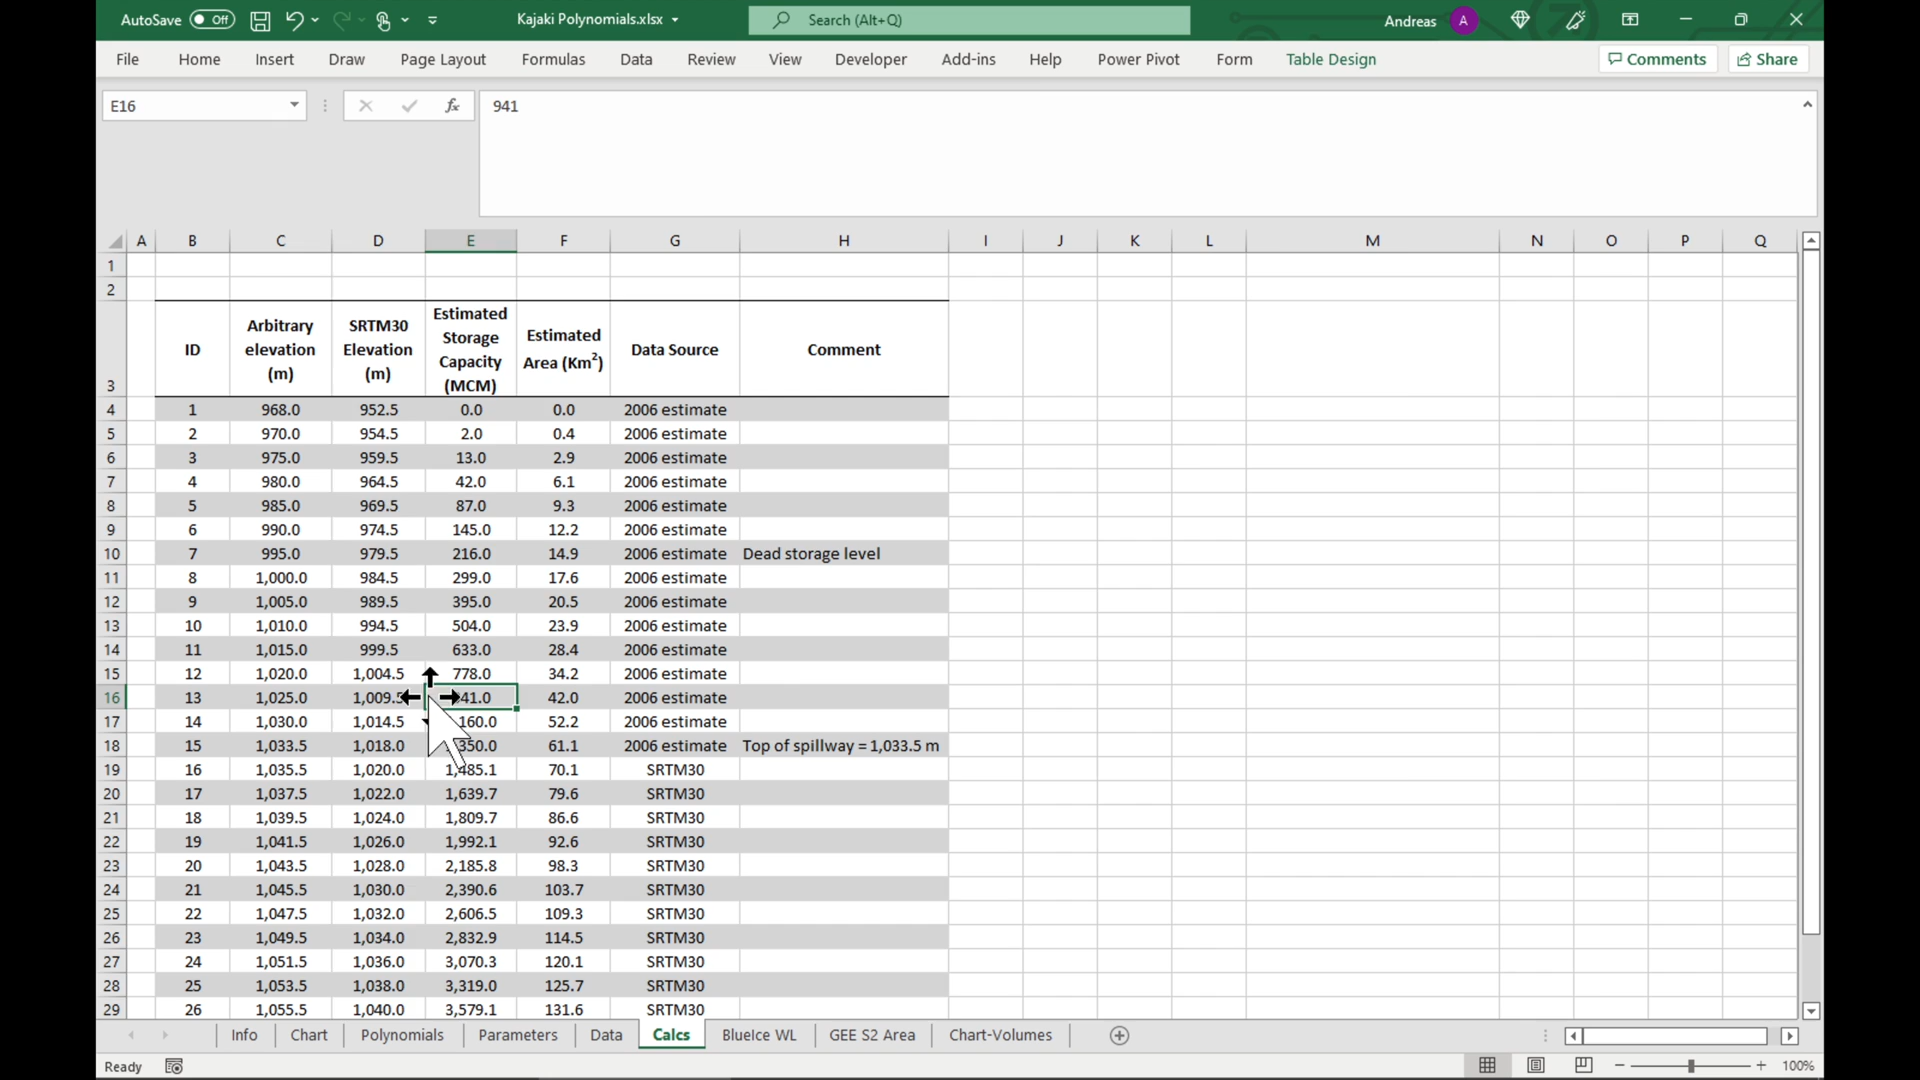 AutoSave Off Kajaki Polynomials.xlsx Search (Alt+Q) Andreas A
File Home Insert Draw Page Layout Formulas Data Review View Developer Add-ins Help Power Pivot Form Table Design Comments Share
E16 fx 941
A B C D E F G H I J K L M N O P Q
1
2
3 ID Arbitrary elevation (m) SRTM30 Elevation (m) Estimated Storage Capacity (MCM) Estimated Area (Km²) Data Source Comment
4 1 968.0 952.5 0.0 0.0 2006 estimate
5 2 970.0 954.5 2.0 0.4 2006 estimate
6 3 975.0 959.5 13.0 2.9 2006 estimate
7 4 980.0 964.5 42.0 6.1 2006 estimate
8 5 985.0 969.5 87.0 9.3 2006 estimate
9 6 990.0 974.5 145.0 12.2 2006 estimate
10 7 995.0 979.5 216.0 14.9 2006 estimate Dead storage level
11 8 1,000.0 984.5 299.0 17.6 2006 estimate
12 9 1,005.0 989.5 395.0 20.5 2006 estimate
13 10 1,010.0 994.5 504.0 23.9 2006 estimate
14 11 1,015.0 999.5 633.0 28.4 2006 estimate
15 12 1,020.0 1,004.5 778.0 34.2 2006 estimate
16 13 1,025.0 1,009.5 941.0 42.0 2006 estimate
17 14 1,030.0 1,014.5 160.0 52.2 2006 estimate
18 15 1,033.5 1,018.0 350.0 61.1 2006 estimate Top of spillway = 1,033.5 m
19 16 1,035.5 1,020.0 1,485.1 70.1 SRTM30
20 17 1,037.5 1,022.0 1,639.7 79.6 SRTM30
21 18 1,039.5 1,024.0 1,809.7 86.6 SRTM30
22 19 1,041.5 1,026.0 1,992.1 92.6 SRTM30
23 20 1,043.5 1,028.0 2,185.8 98.3 SRTM30
24 21 1,045.5 1,030.0 2,390.6 103.7 SRTM30
25 22 1,047.5 1,032.0 2,606.5 109.3 SRTM30
26 23 1,049.5 1,034.0 2,832.9 114.5 SRTM30
27 24 1,051.5 1,036.0 3,070.3 120.1 SRTM30
28 25 1,053.5 1,038.0 3,319.0 125.7 SRTM30
29 26 1,055.5 1,040.0 3,579.1 131.6 SRTM30
Info Chart Polynomials Parameters Data Calcs BlueIce WL GEE S2 Area Chart-Volumes
Ready 100%